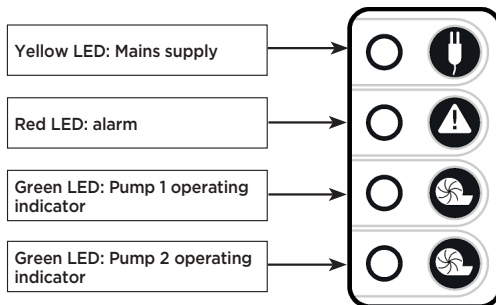 Yellow LED: Mains supply
Red LED: alarm
Green LED: Pump 1 operating
indicator
Green LED: Pump 2 operating
indicator